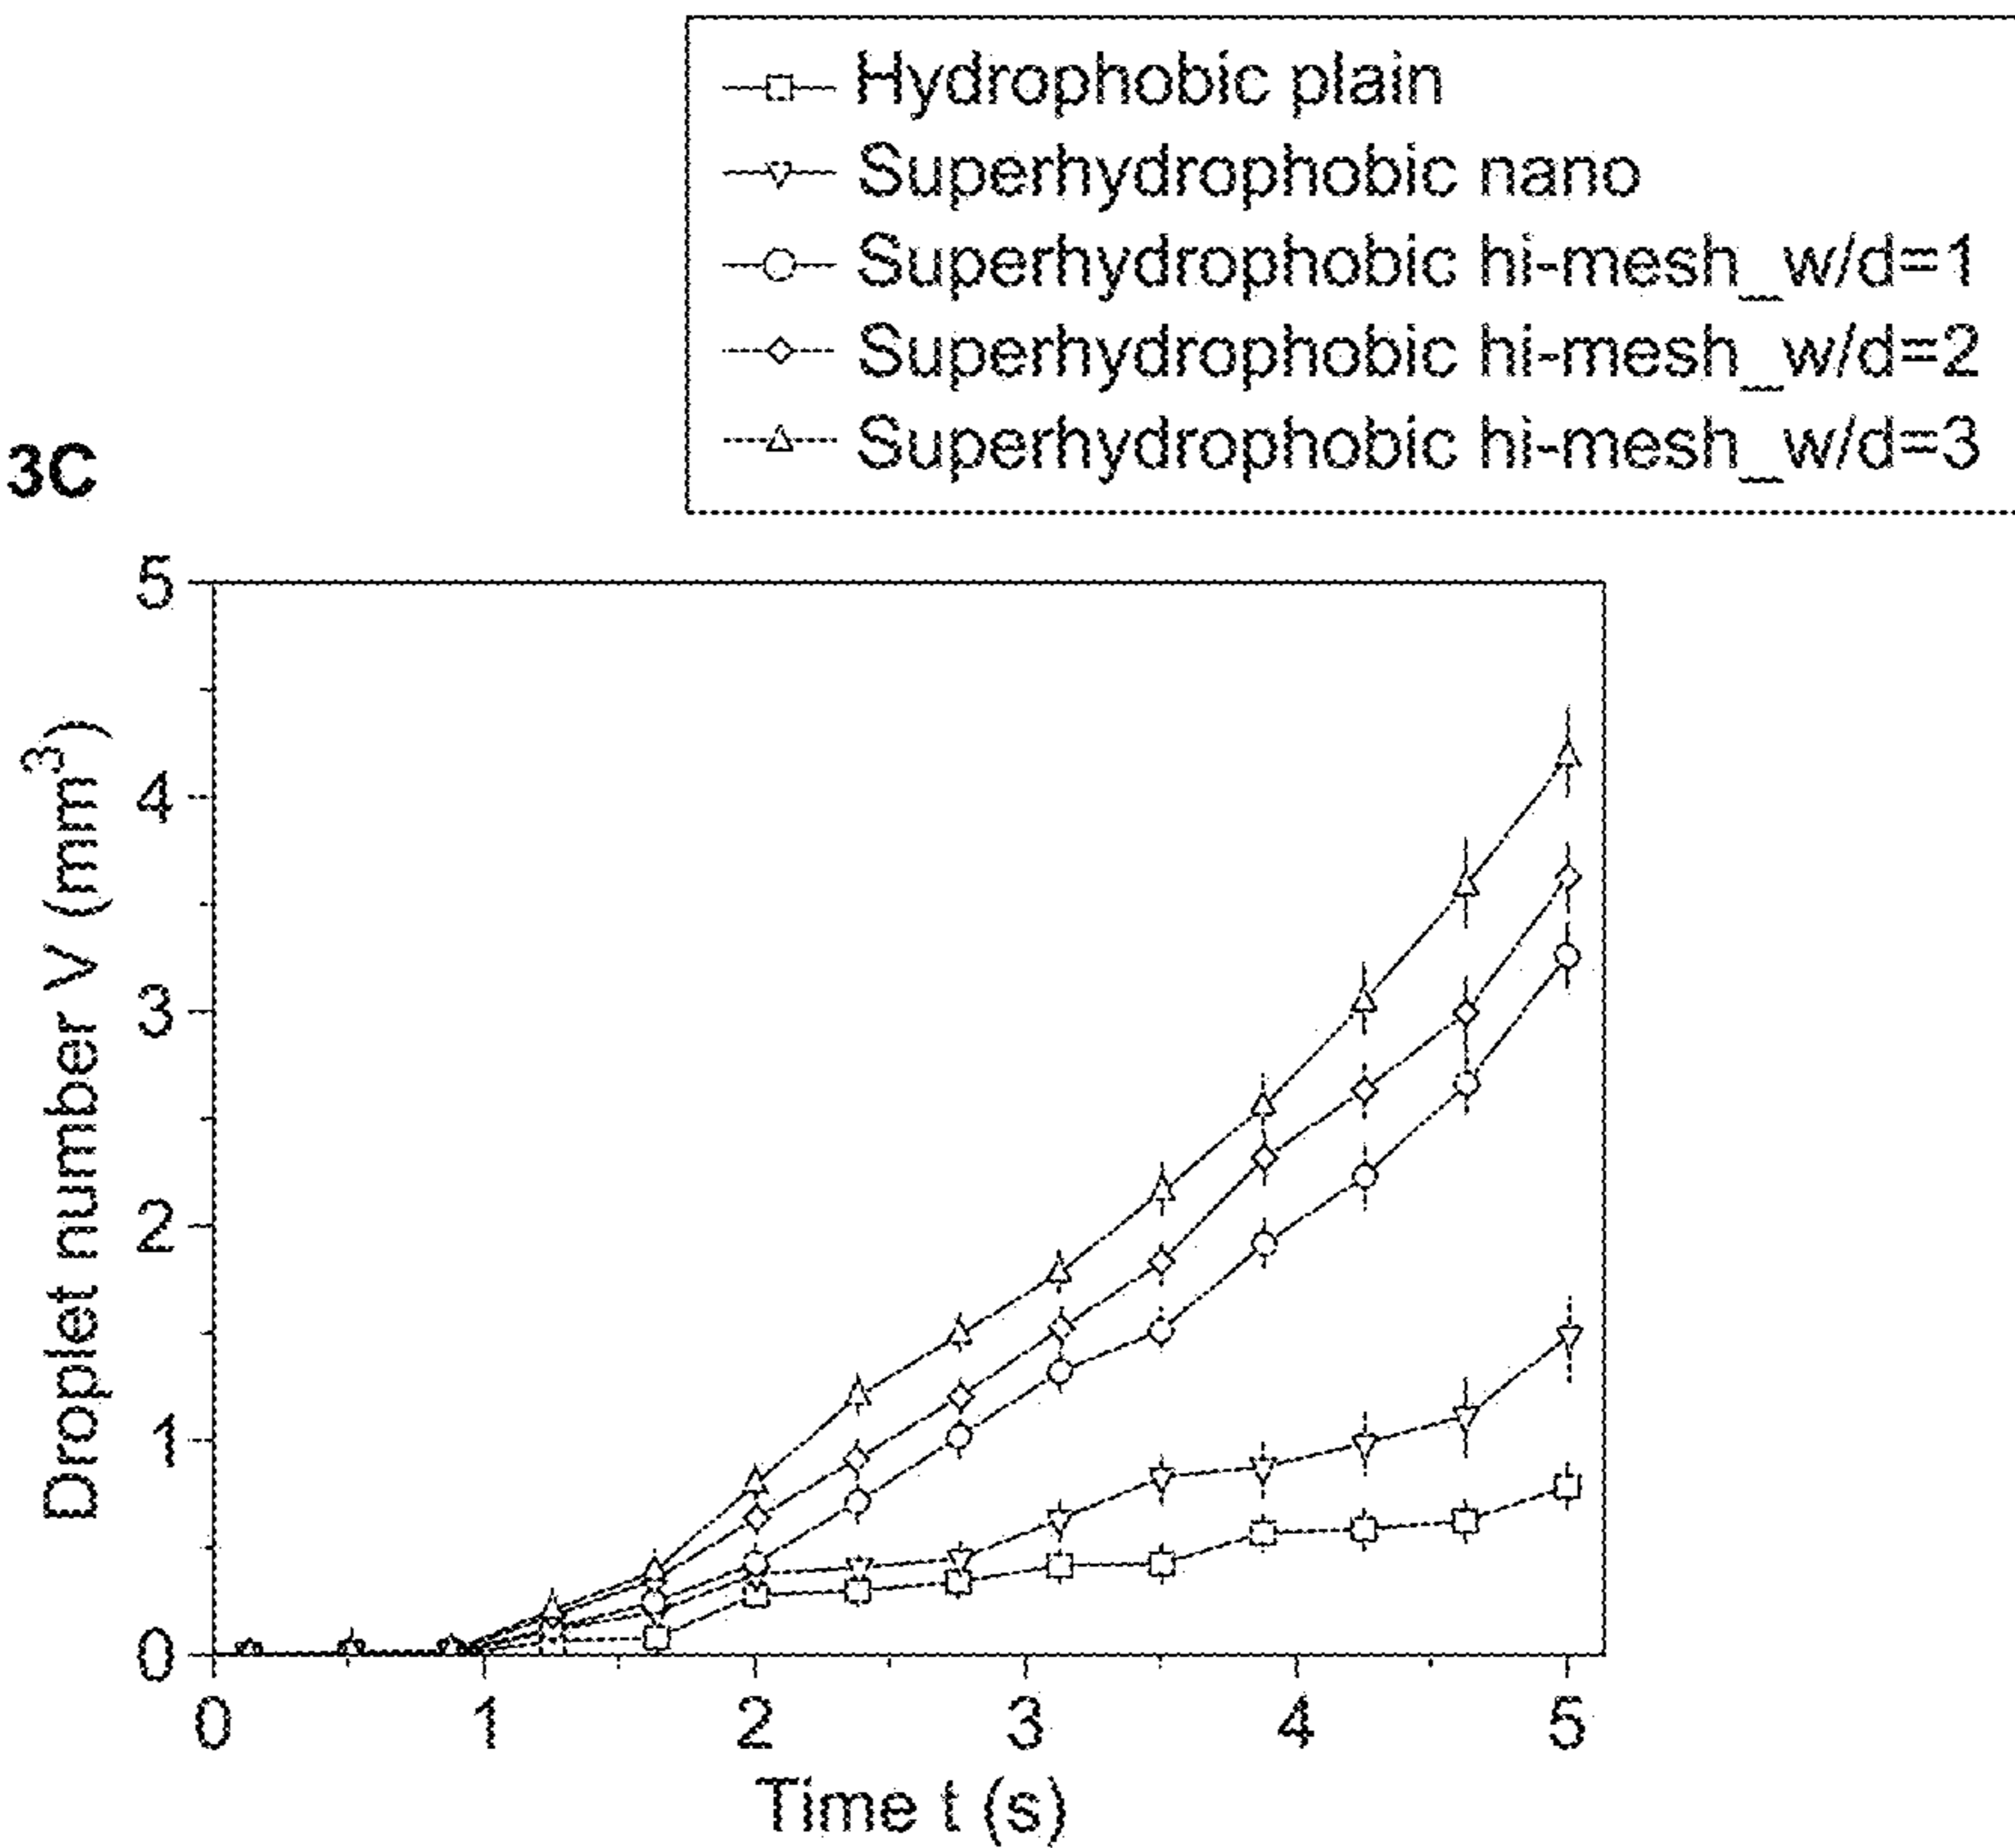 Hydrophobic plain
Superhydrophobic nano
Superhydrophobic hi-mesh_w/d=1
Superhydrophobic hi-mesh_w/d=2
Superhydrophobic hi-mesh_w/d=3
3C
5
4
3
2
1
0
Droplet number V (mm³)
0 1 2 3 4 5
Time t (s)